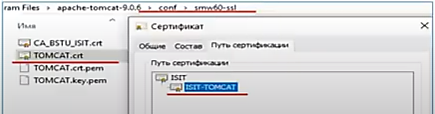 ram Files › apache-tomcat-9.0.6 › conf › smw60-ssl
Имя
CA_BSTU_ISIT.crt
TOMCAT.crt
TOMCAT.crt.pem
TOMCAT.key.pem
Сертификат
Общие Состав Путь сертификации
Путь сертификации
ISIT
ISIT-TOMCAT